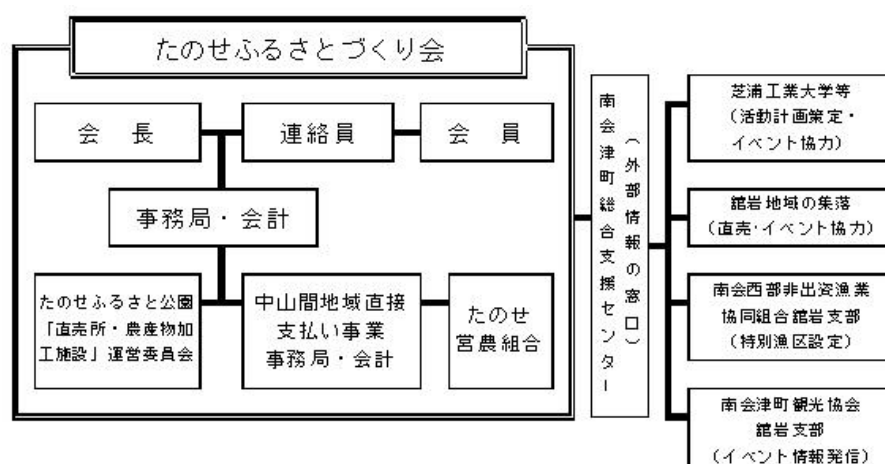 たのせふるさとづくり会
会長
連絡員
会員
事務局・会計
たのせふるさと公園
「直売所・農産物加
工施設」運営委員会
中山間地域直接
支払い事業
事務局・会計
たのせ
営農組合
南会津町総合支援センター
（外部情報の窓口）
芝浦工業大学等
（活動計画策定・
イベント協力）
舘岩地域の集落
（直売・イベント協力）
南会西部非出資漁業
協同組合舘岩支部
（特別漁区設定）
南会津町観光協会
舘岩支部
（イベント情報発信）